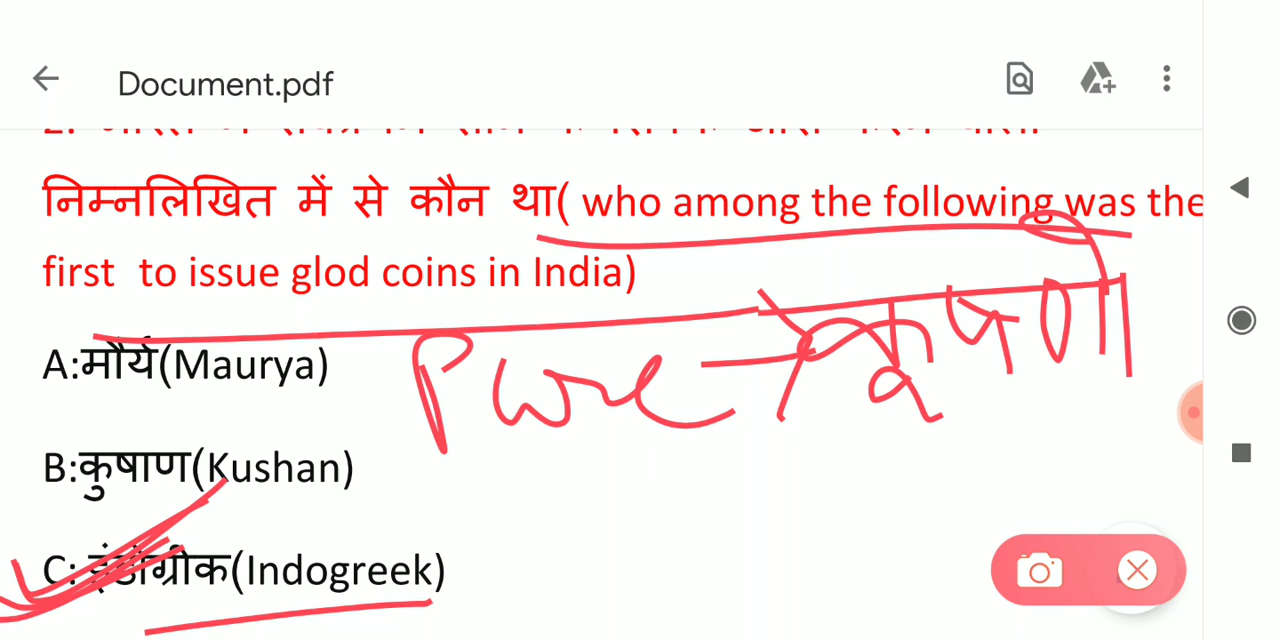 Document.pdf
निम्नलिखित में से कौन था( who among the following was the
first to issue glod coins in India)
A:मौर्य(Maurya)
Pure
B:कुषाण(Kushan)
C: इंडोग्रीक(Indogreek)